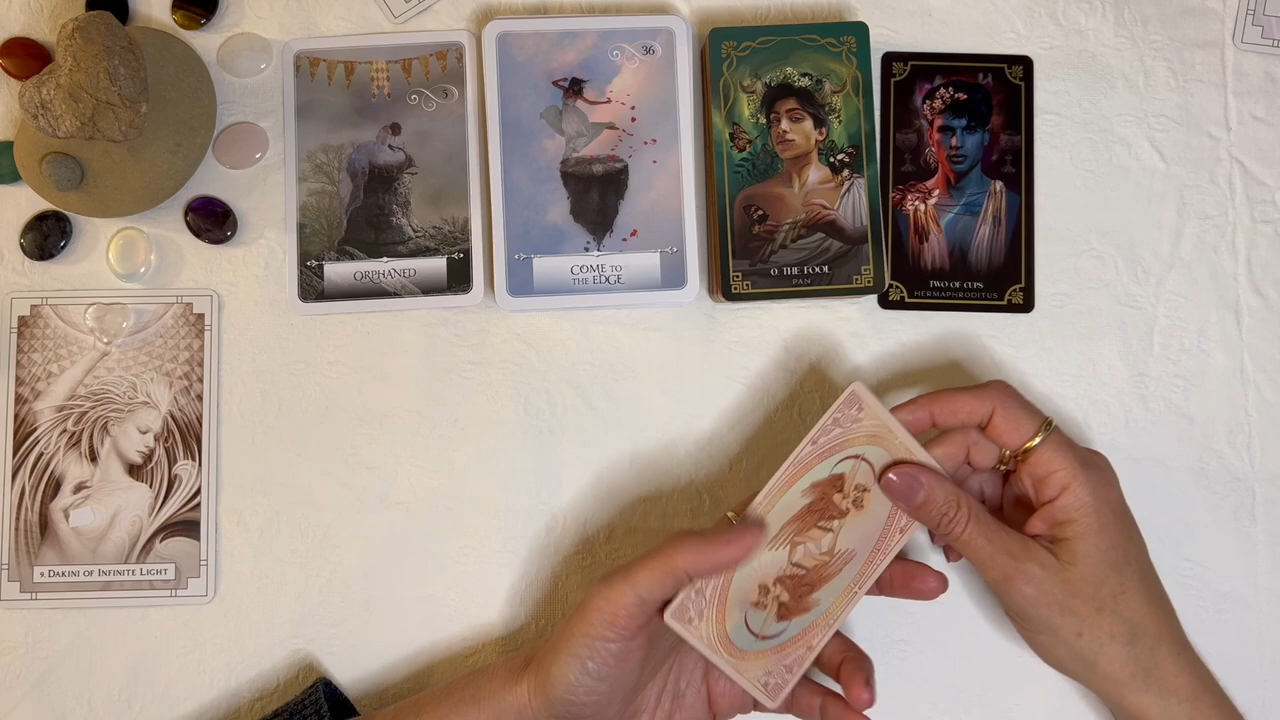 5
ORPHANED
36
COME TO
THE EDGE
0. THE FOOL
PAN
TWO OF CUPS
HERMAPHRODITUS
9. DAKINI OF INFINITE LIGHT